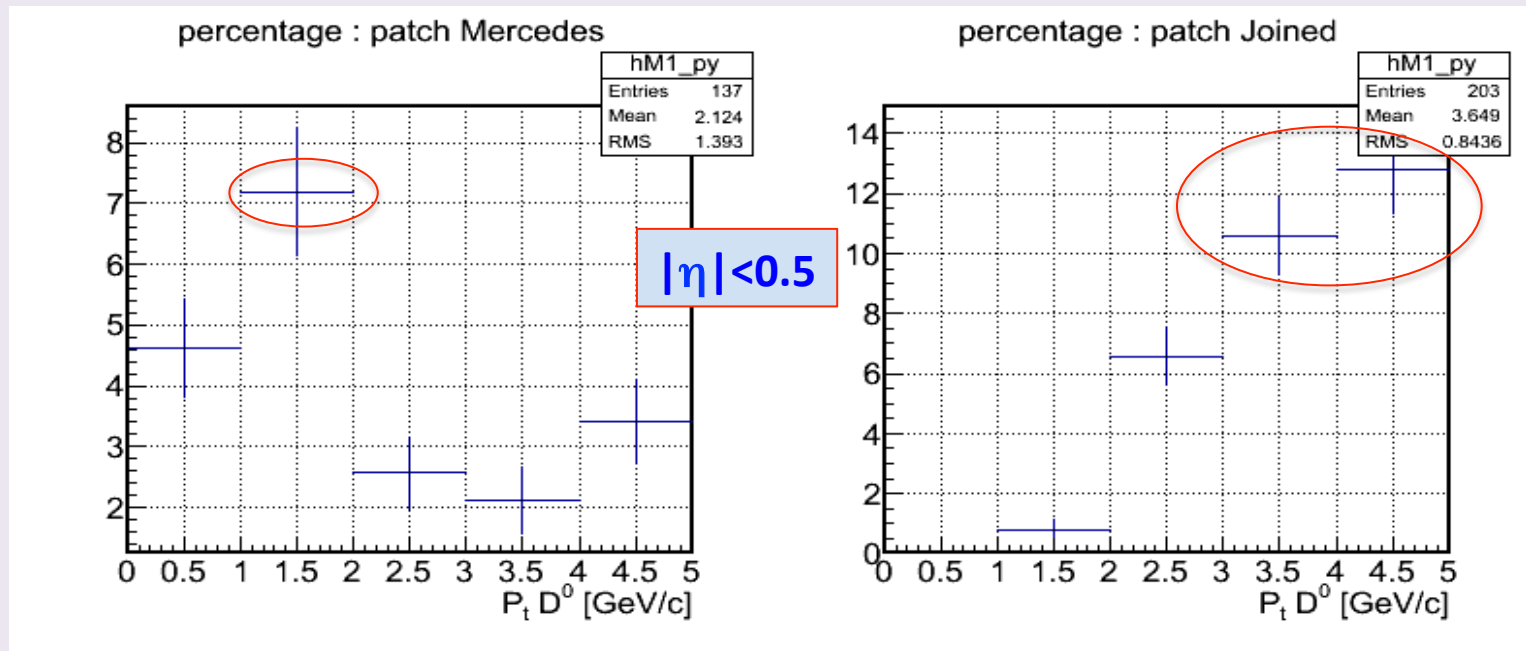 percentage : patch Mercedes
hM1_py
Entries 137
Mean 2.124
RMS 1.393
8
7
6
5
4
3
2
0 0.5 1 1.5 2 2.5 3 3.5 4 4.5 5
Pₜ D⁰ [GeV/c]
|η|<0.5
percentage : patch Joined
hM1_py
Entries 203
Mean 3.649
RMS 0.8436
14
12
10
8
6
4
2
0
0 0.5 1 1.5 2 2.5 3 3.5 4 4.5 5
Pₜ D⁰ [GeV/c]